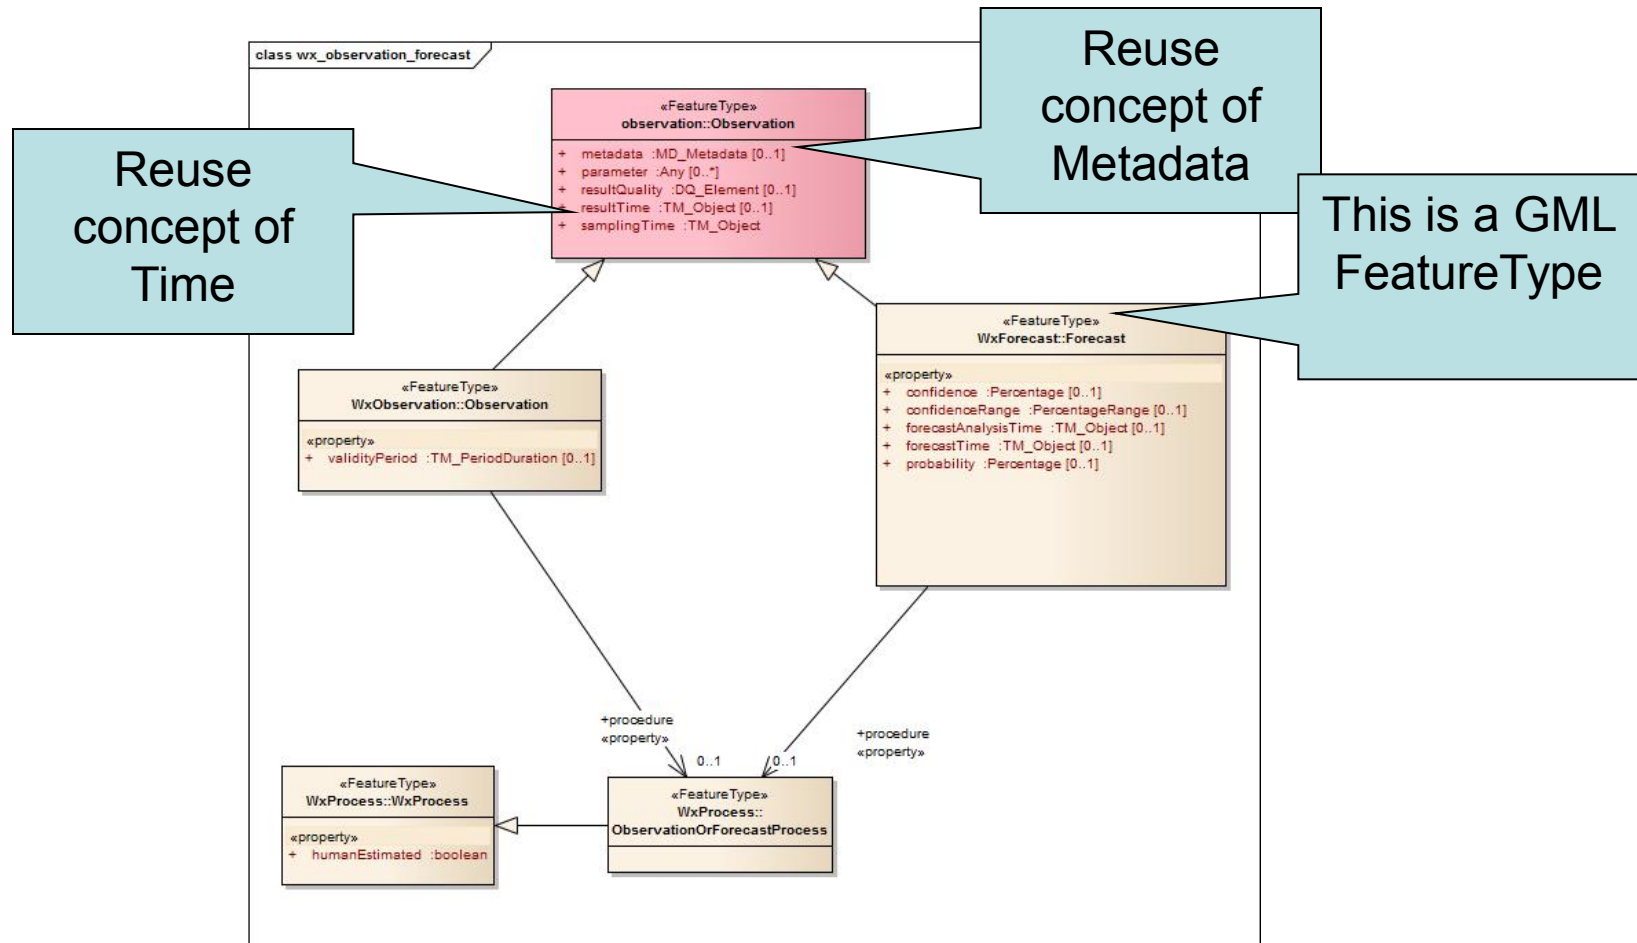 class wx_observation_forecast
Reuse
concept of
Metadata
Reuse
concept of
Time
This is a GML
FeatureType
«FeatureType»
observation::Observation
+ metadata :MD_Metadata [0..1]
+ parameter :Any [0..*]
+ resultQuality :DQ_Element [0..1]
+ resultTime :TM_Object [0..1]
+ samplingTime :TM_Object
«FeatureType»
WxForecast::Forecast
«property»
+ confidence :Percentage [0..1]
+ confidenceRange :PercentageRange [0..1]
+ forecastAnalysisTime :TM_Object [0..1]
+ forecastTime :TM_Object [0..1]
+ probability :Percentage [0..1]
«FeatureType»
WxObservation::Observation
«property»
+ validityPeriod :TM_PeriodDuration [0..1]
+procedure
«property»
0..1
+procedure
«property»
0..1
«FeatureType»
WxProcess::WxProcess
«property»
+ humanEstimated :boolean
«FeatureType»
WxProcess::
ObservationOrForecastProcess